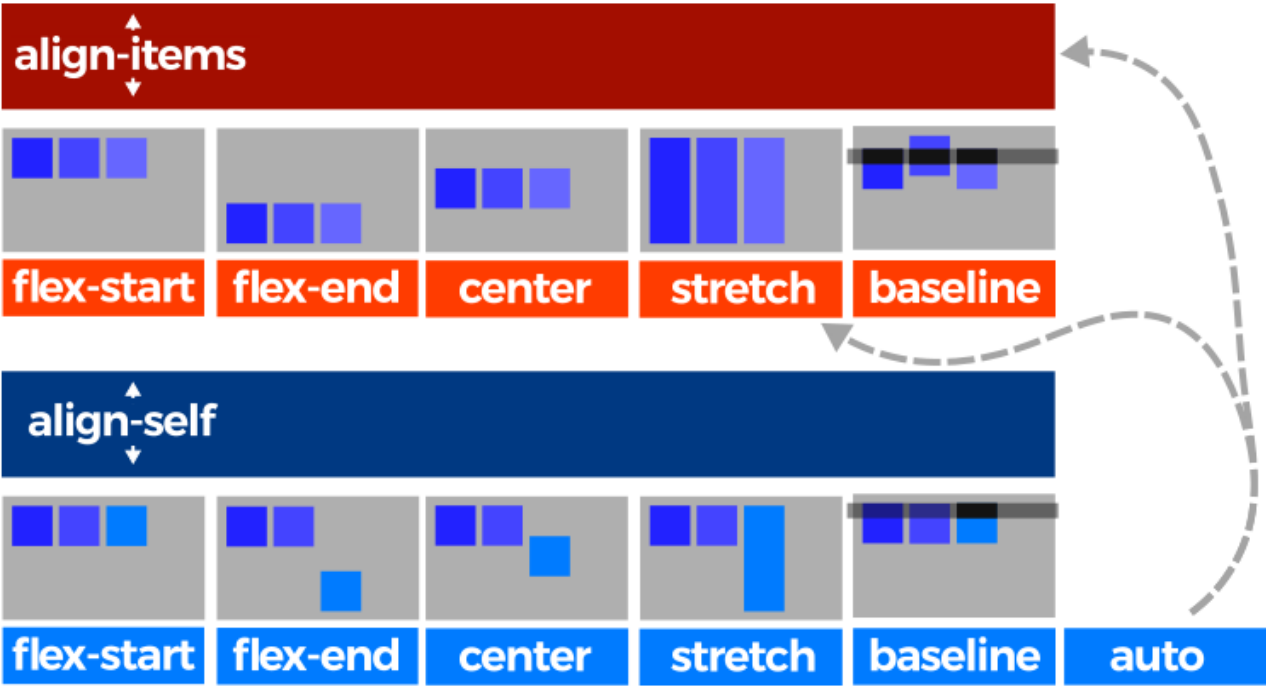 align-items
flex-start flex-end center stretch baseline
align-self
flex-start flex-end center stretch baseline auto